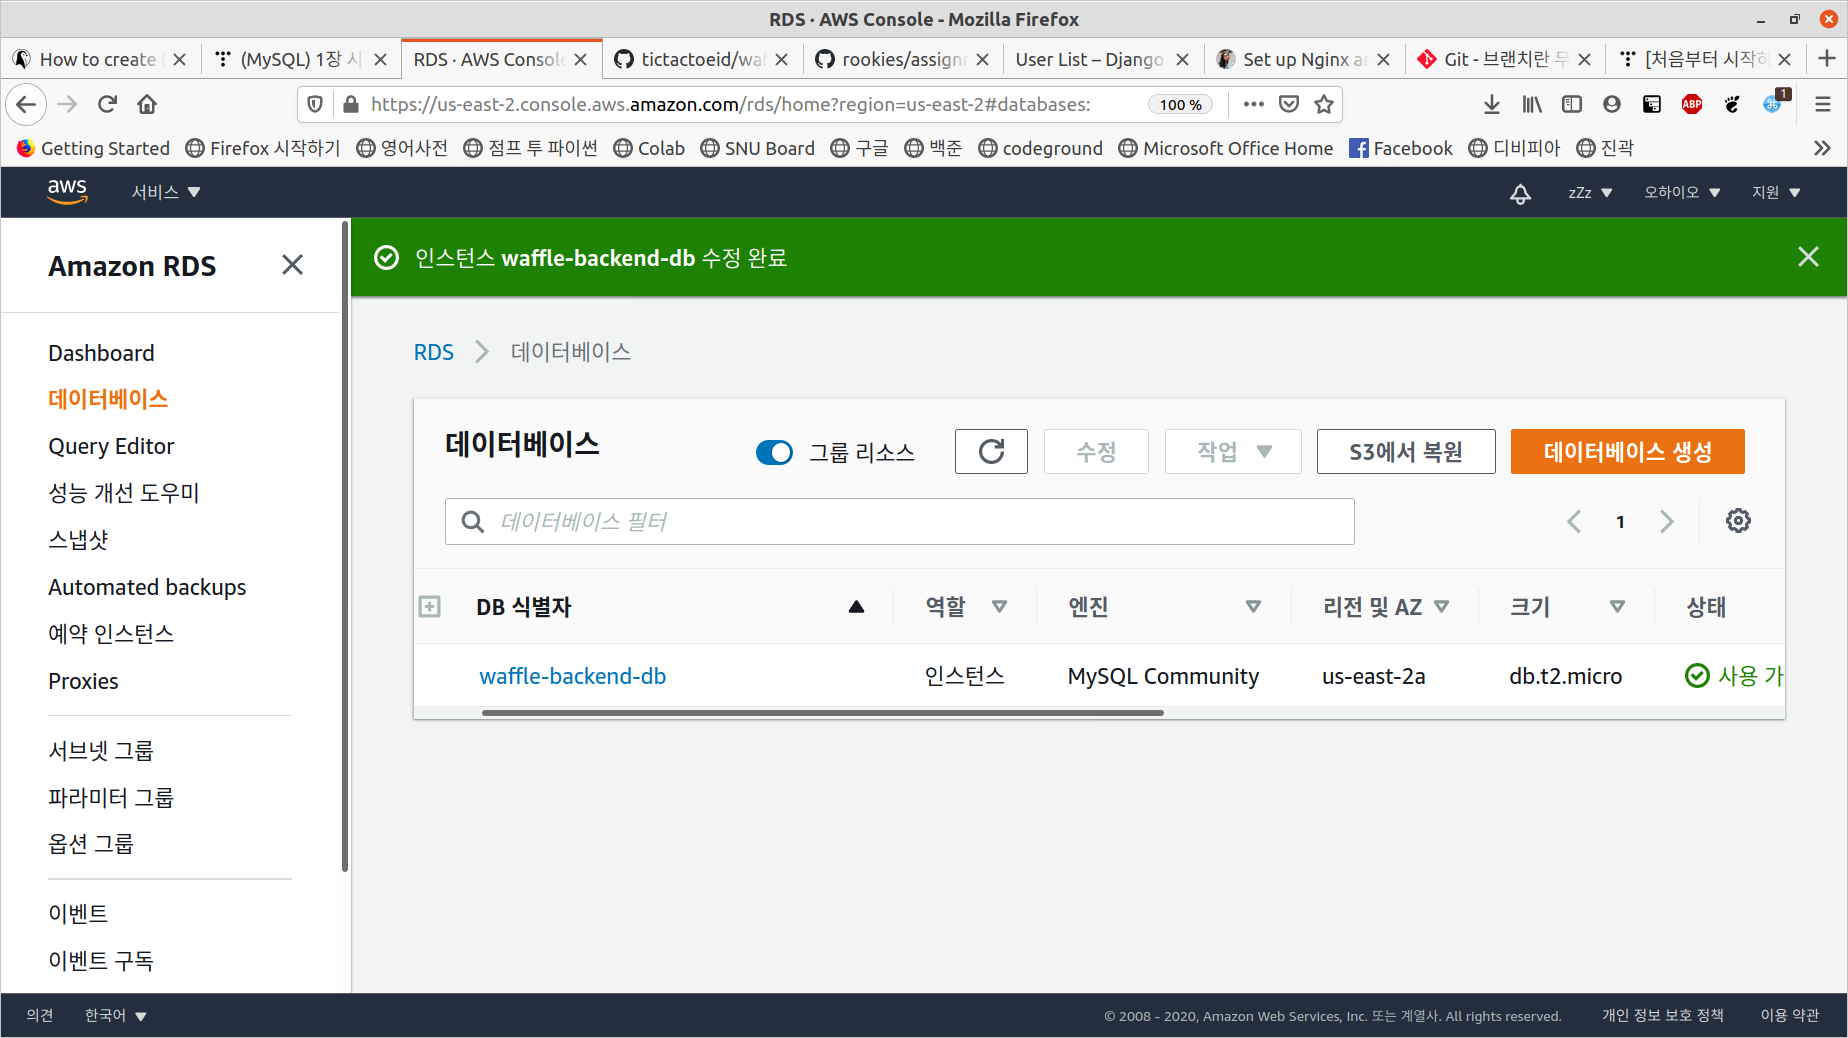 RDS · AWS Console - Mozilla Firefox
How to create
(MySQL) 1장 시
RDS · AWS Console
tictactoeid/waf
rookies/assign
User List – Django
Set up Nginx an
Git - 브랜치란 무
[처음부터 시작하
https://us-east-2.console.aws.amazon.com/rds/home?region=us-east-2#databases:
100 %
ABP
1
Getting Started
Firefox 시작하기
영어사전
점프 투 파이썬
Colab
SNU Board
구글
백준
codeground
Microsoft Office Home
Facebook
디비피아
진곽
aws
서비스
zZz
오하이오
지원
Amazon RDS
인스턴스 waffle-backend-db 수정 완료
Dashboard
데이터베이스
Query Editor
성능 개선 도우미
스냅샷
Automated backups
예약 인스턴스
Proxies
서브넷 그룹
파라미터 그룹
옵션 그룹
이벤트
이벤트 구독
RDS
데이터베이스
데이터베이스
그룹 리소스
수정
작업
S3에서 복원
데이터베이스 생성
데이터베이스 필터
1
DB 식별자
역할
엔진
리전 및 AZ
크기
상태
waffle-backend-db
인스턴스
MySQL Community
us-east-2a
db.t2.micro
사용 가
의견
한국어
© 2008 - 2020, Amazon Web Services, Inc. 또는 계열사. All rights reserved.
개인 정보 보호 정책
이용 약관